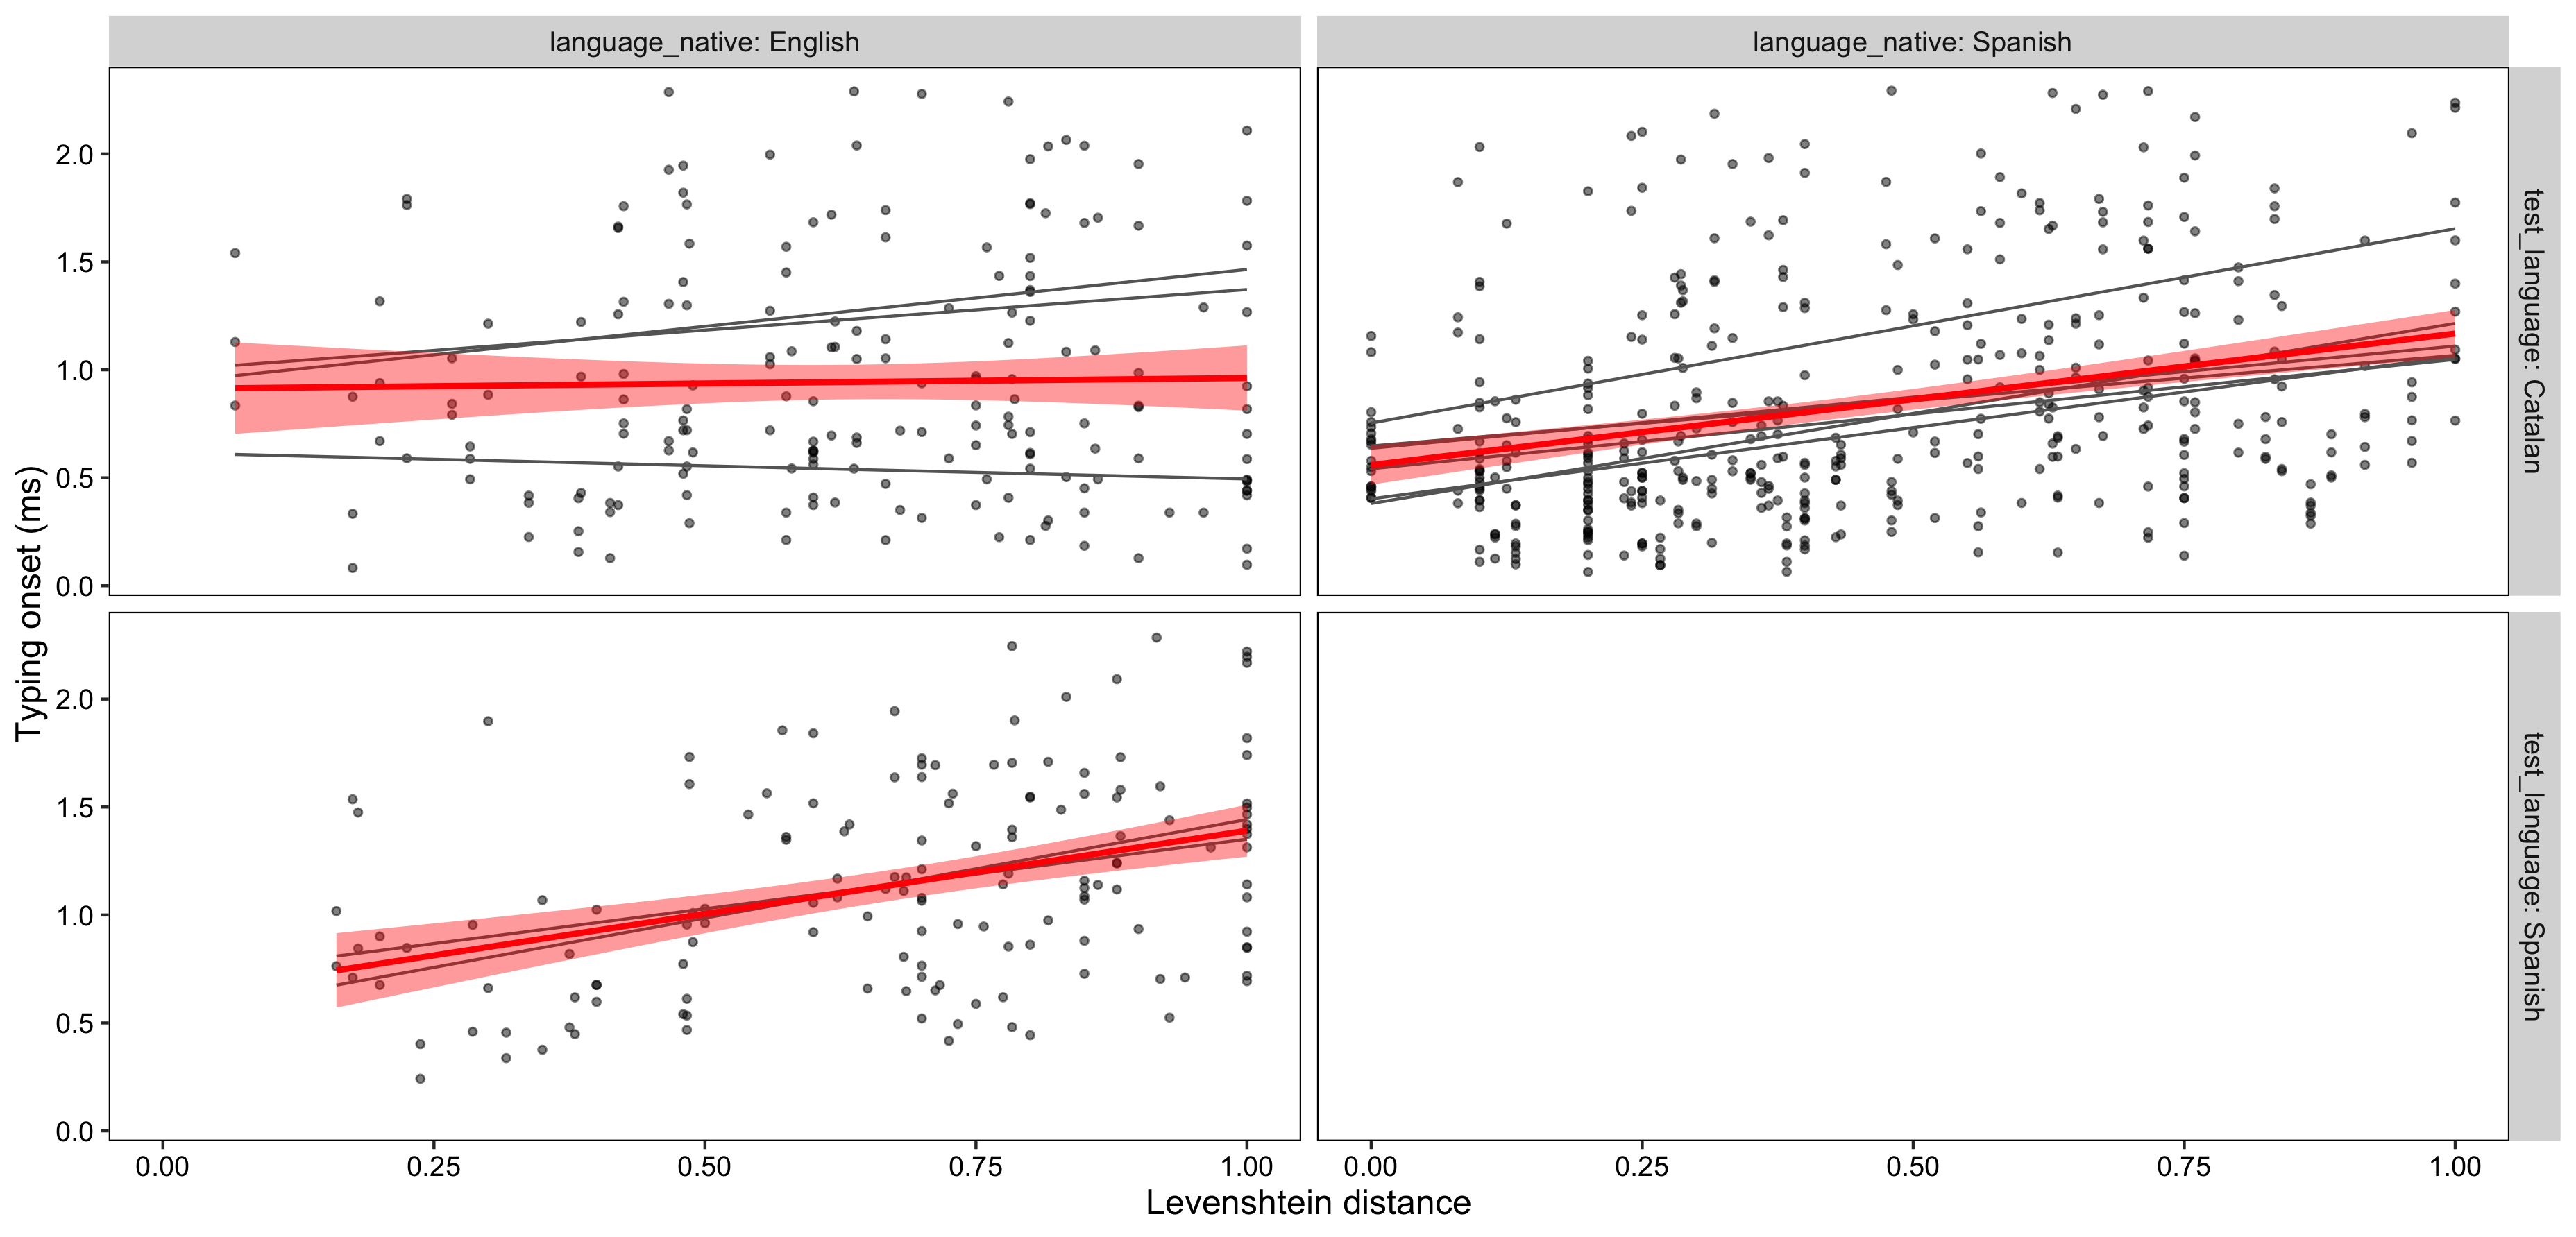 language_native: English
language_native: Spanish
test_language: Catalan
test_language: Spanish
Typing onset (ms)
2.0
1.5
1.0
0.5
0.0
2.0
1.5
1.0
0.5
0.0
0.00 0.25 0.50 0.75 1.00
0.00 0.25 0.50 0.75 1.00
Levenshtein distance